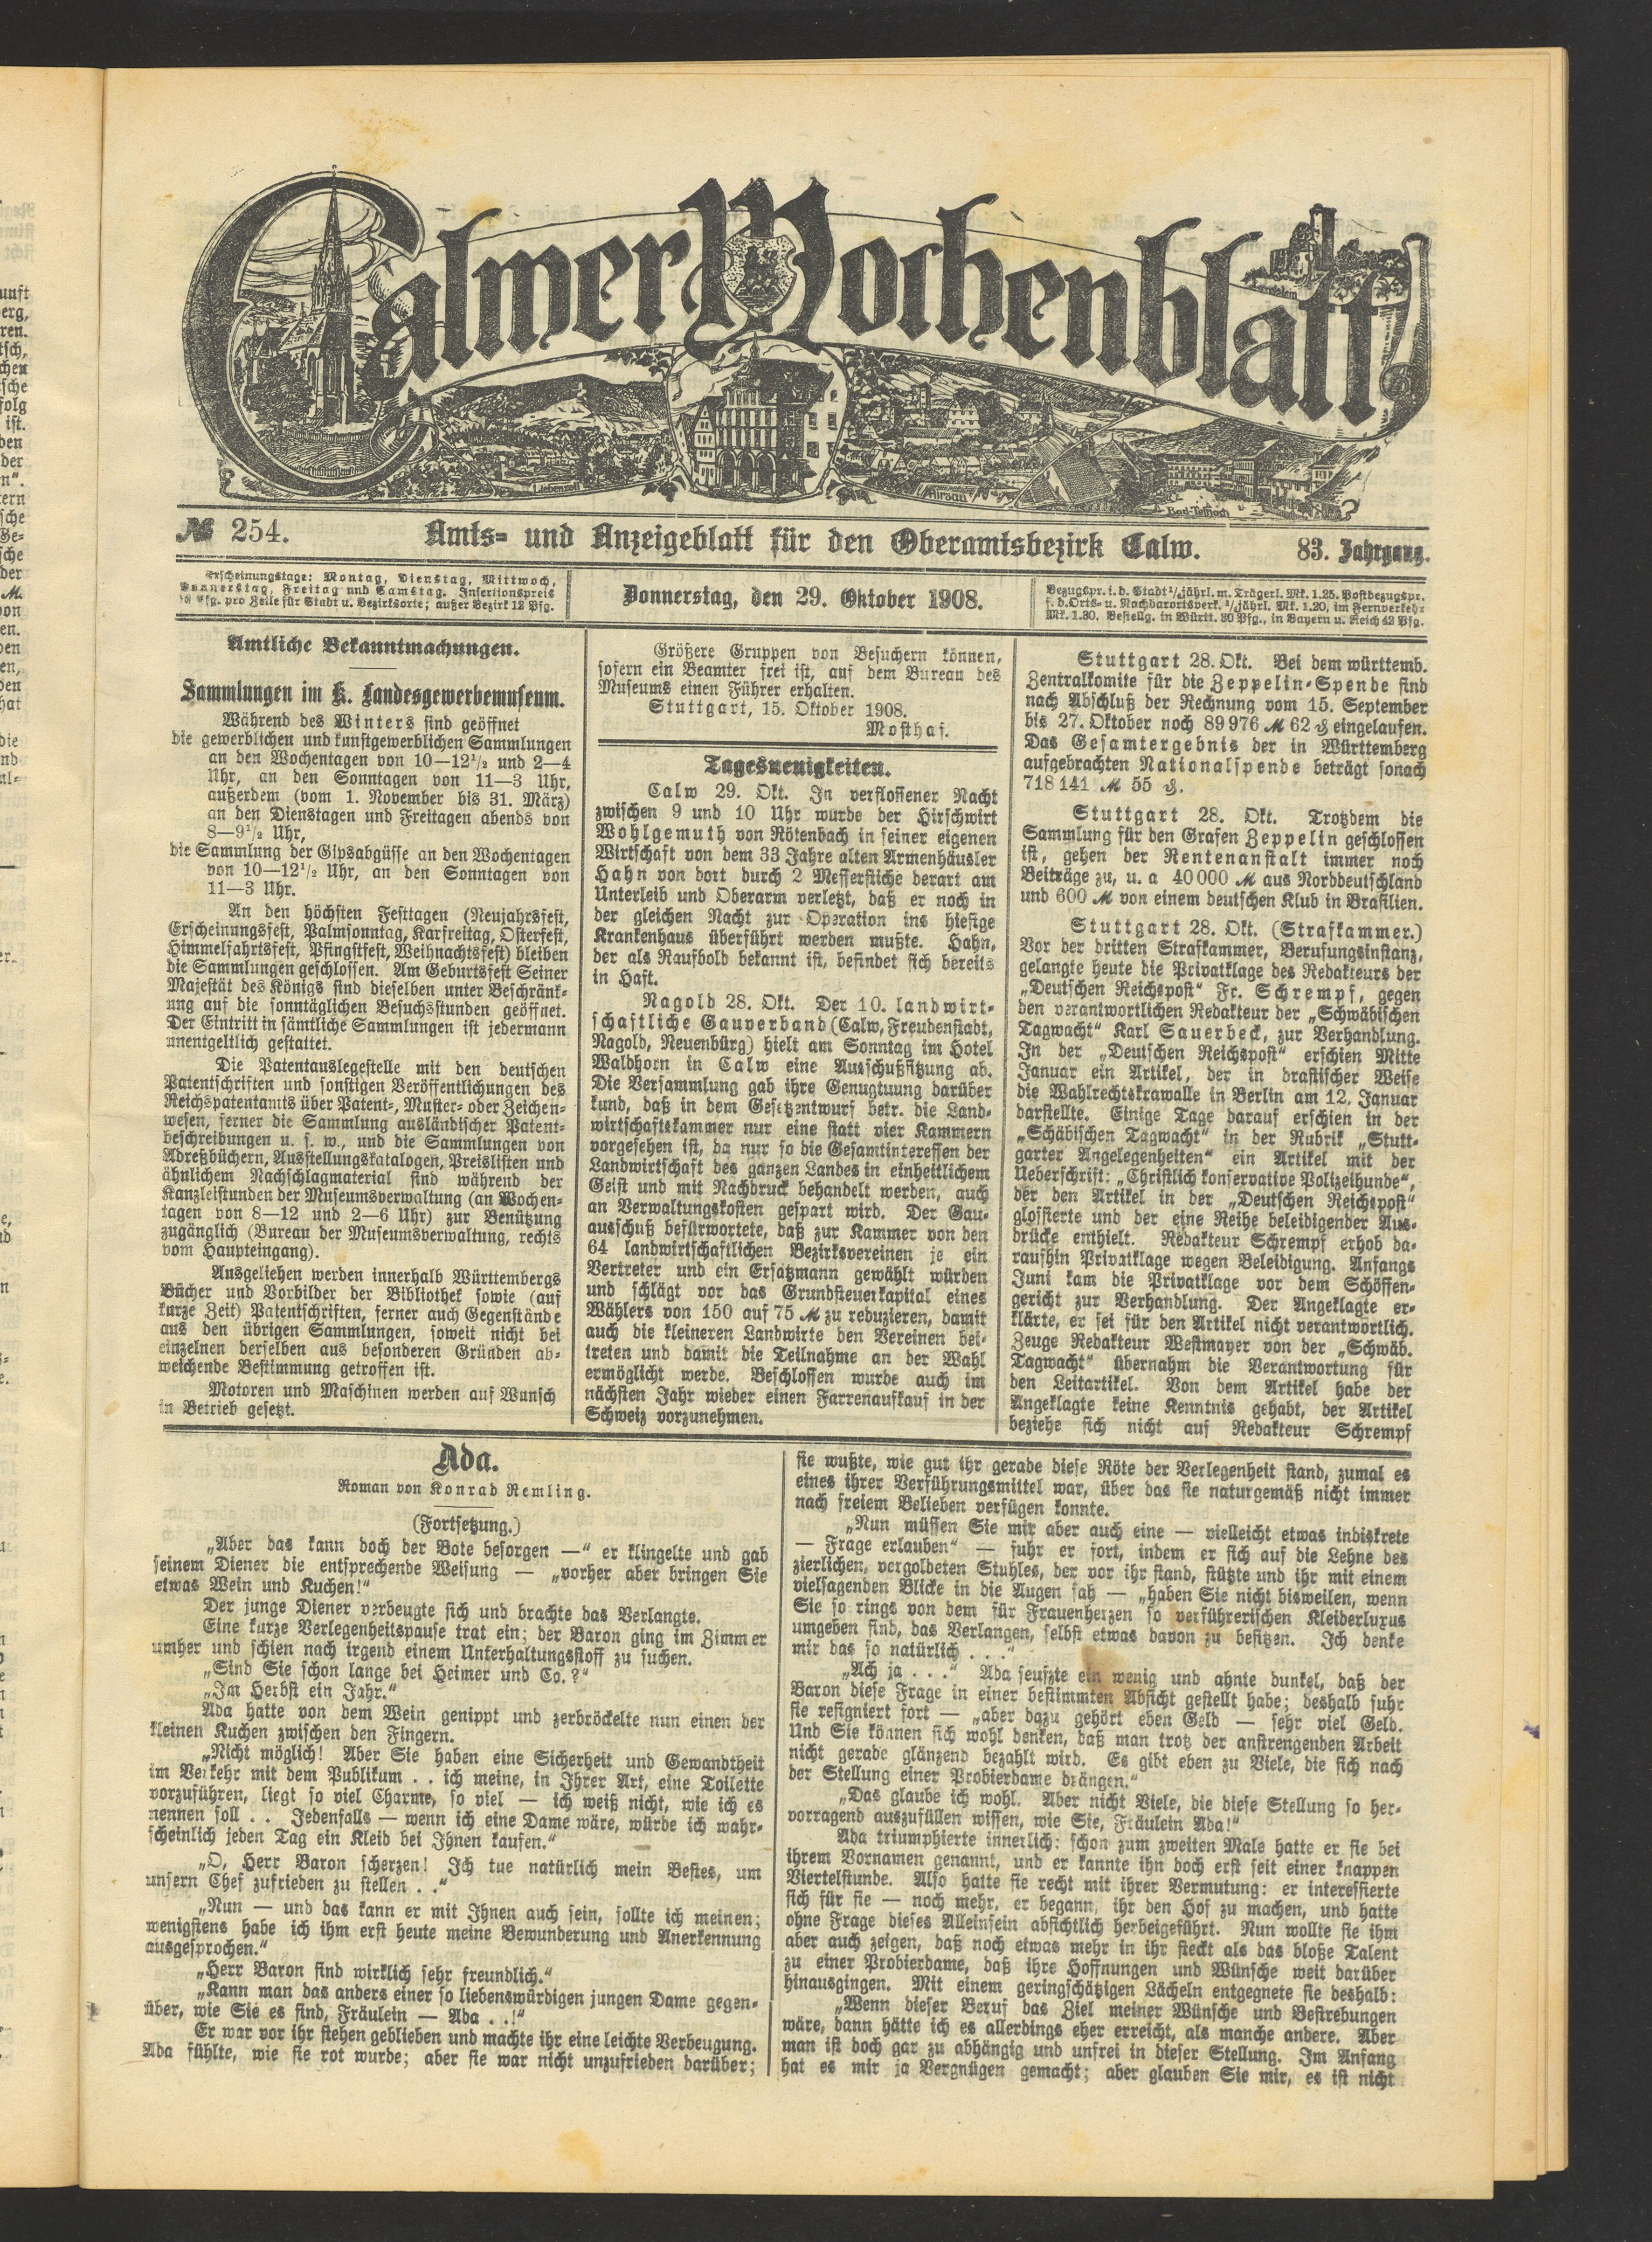 Calwer Wochenblatt
Liebenzell
Hirsau
Bad-Teinach
№ 254.
Amts- und Anzeigeblatt für den Oberamtsbezirk Calw.
83. Jahrgang.
Erscheinungstage: Montag, Dienstag, Mittwoch,
Donnerstag, Freitag und Samstag. Insertionspreis
10 Pfg. pro Zeile für Stadt u. Bezirksorte; außer Bezirk 12 Pfg.
Donnerstag, den 29. Oktober 1908.
Bezugspr. i. d. Stadt ¼jährl. m. Trägerl. Mk. 1.25. Postbezugspr.
f. d. Orts- u. Nachbarortsverk. ¼jährl. Mk. 1.20, im Fernverkehr
Mk. 1.30. Bestellg. in Württ. 30 Pfg., in Bayern u. Reich 42 Pfg.
Amtliche Bekanntmachungen.
Sammlungen im K. Landesgewerbemuseum.
Während des Winters sind geöffnet
die gewerblichen und kunstgewerblichen Sammlungen
an den Wochentagen von 10—12½ und 2—4
Uhr, an den Sonntagen von 11—3 Uhr,
außerdem (vom 1. November bis 31. März)
an den Dienstagen und Freitagen abends von
8—9½ Uhr,
die Sammlung der Gipsabgüsse an den Wochentagen
von 10—12½ Uhr, an den Sonntagen von
11—3 Uhr.
An den höchsten Festtagen (Neujahrsfest,
Erscheinungsfest, Palmsonntag, Karfreitag, Osterfest,
Himmelfahrtsfest, Pfingstfest, Weihnachtsfest) bleiben
die Sammlungen geschlossen. Am Geburtsfest Seiner
Majestät des Königs sind dieselben unter Beschränk-
ung auf die sonntäglichen Besuchsstunden geöffnet.
Der Eintritt in sämtliche Sammlungen ist jedermann
unentgeltlich gestattet.
Die Patentauslegestelle mit den deutschen
Patentschriften und sonstigen Veröffentlichungen des
Reichspatentamts über Patent-, Muster- oder Zeichen-
wesen, ferner die Sammlung ausländischer Patent-
beschreibungen u. s. w., und die Sammlungen von
Adreßbüchern, Ausstellungskatalogen, Preislisten und
ähnlichem Nachschlagmaterial sind während der
Kanzleistunden der Museumsverwaltung (an Wochen-
tagen von 8—12 und 2—6 Uhr) zur Benützung
zugänglich (Bureau der Museumsverwaltung, rechts
vom Haupteingang).
Ausgeliehen werden innerhalb Württembergs
Bücher und Vorbilder der Bibliothek sowie (auf
kurze Zeit) Patentschriften, ferner auch Gegenstände
aus den übrigen Sammlungen, soweit nicht bei
einzelnen derselben aus besonderen Gründen ab-
weichende Bestimmung getroffen ist.
Motoren und Maschinen werden auf Wunsch
in Betrieb gesetzt.
Größere Gruppen von Besuchern können,
sofern ein Beamter frei ist, auf dem Bureau des
Museums einen Führer erhalten.
Stuttgart, 15. Oktober 1908.
Mosthaf.
Tagesneuigkeiten.
Calw 29. Okt. In verflossener Nacht
zwischen 9 und 10 Uhr wurde der Hirschwirt
Wohlgemuth von Rötenbach in seiner eigenen
Wirtschaft von dem 33 Jahre alten Armenhäusler
Hahn von dort durch 2 Messerstiche derart am
Unterleib und Oberarm verletzt, daß er noch in
der gleichen Nacht zur Operation ins hiesige
Krankenhaus überführt werden mußte. Hahn,
der als Raufbold bekannt ist, befindet sich bereits
in Haft.
Nagold 28. Okt. Der 10. landwirt-
schaftliche Gauverband (Calw, Freudenstadt,
Nagold, Neuenbürg) hielt am Sonntag im Hotel
Waldhorn in Calw eine Ausschußsitzung ab.
Die Versammlung gab ihre Genugtuung darüber
kund, daß in dem Gesetzentwurf betr. die Land-
wirtschaftskammer nur eine statt vier Kammern
vorgesehen ist, da nur so die Gesamtinteressen der
Landwirtschaft des ganzen Landes in einheitlichem
Geist und mit Nachdruck behandelt werden, auch
an Verwaltungskosten gespart wird. Der Gau-
ausschuß befürwortete, daß zur Kammer von den
64 landwirtschaftlichen Bezirksvereinen je ein
Vertreter und ein Ersatzmann gewählt würden
und schlägt vor das Grundsteuerkapital eines
Wählers von 150 auf 75 ℳ zu reduzieren, damit
auch die kleineren Landwirte den Vereinen bei-
treten und damit die Teilnahme an der Wahl
ermöglicht werde. Beschlossen wurde auch im
nächsten Jahr wieder einen Farrenaufkauf in der
Schweiz vorzunehmen.
Stuttgart 28. Okt. Bei dem württemb.
Zentralkomite für die Zeppelin-Spende sind
nach Abschluß der Rechnung vom 15. September
bis 27. Oktober noch 89976 ℳ 62 ₰ eingelaufen.
Das Gesamtergebnis der in Württemberg
aufgebrachten Nationalspende beträgt sonach
718141 ℳ 55 ₰.
Stuttgart 28. Okt. Trotzdem die
Sammlung für den Grafen Zeppelin geschlossen
ist, gehen der Rentenanstalt immer noch
Beiträge zu, u. a 40000 ℳ aus Norddeutschland
und 600 ℳ von einem deutschen Klub in Brasilien.
Stuttgart 28. Okt. (Strafkammer.)
Vor der dritten Strafkammer, Berufungsinstanz,
gelangte heute die Privatklage des Redakteurs der
„Deutschen Reichspost“ Fr. Schrempf, gegen
den verantwortlichen Redakteur der „Schwäbischen
Tagwacht“ Karl Sauerbeck, zur Verhandlung.
In der „Deutschen Reichspost“ erschien Mitte
Januar ein Artikel, der in drastischer Weise
die Wahlrechtskrawalle in Berlin am 12. Januar
darstellte. Einige Tage darauf erschien in der
„Schäbischen Tagwacht“ in der Rubrik „Stutt-
garter Angelegenheiten“ ein Artikel mit der
Ueberschrift: „Christlich konservative Polizeihunde“,
der den Artikel in der „Deutschen Reichspost“
glossierte und der eine Reihe beleidigender Aus-
drücke enthielt. Redakteur Schrempf erhob da-
raufhin Privatklage wegen Beleidigung. Anfangs
Juni kam die Privatklage vor dem Schöffen-
gericht zur Verhandlung. Der Angeklagte er-
klärte, er sei für den Artikel nicht verantwortlich.
Zeuge Redakteur Westmayer von der „Schwäb.
Tagwacht“ übernahm die Verantwortung für
den Leitartikel. Von dem Artikel habe der
Angeklagte keine Kenntnis gehabt, der Artikel
beziehe sich nicht auf Redakteur Schrempf
Ada.
Roman von Konrad Remling.
(Fortsetzung.)
„Aber das kann doch der Bote besorgen —“ er klingelte und gab
seinem Diener die entsprechende Weisung — „vorher aber bringen Sie
etwas Wein und Kuchen!“
Der junge Diener verbeugte sich und brachte das Verlangte.
Eine kurze Verlegenheitspause trat ein; der Baron ging im Zimmer
umher und schien nach irgend einem Unterhaltungsstoff zu suchen.
„Sind Sie schon lange bei Heimer und Co.?“
„Im Herbst ein Jahr.“
Ada hatte von dem Wein genippt und zerbröckelte nun einen der
kleinen Kuchen zwischen den Fingern.
„Nicht möglich! Aber Sie haben eine Sicherheit und Gewandtheit
im Verkehr mit dem Publikum . . ich meine, in Ihrer Art, eine Toilette
vorzuführen, liegt so viel Charme, so viel — ich weiß nicht, wie ich es
nennen soll . . Jedenfalls — wenn ich eine Dame wäre, würde ich wahr-
scheinlich jeden Tag ein Kleid bei Ihnen kaufen.“
„O, Herr Baron scherzen! Ich tue natürlich mein Bestes, um
unsern Chef zufrieden zu stellen . .“
„Nun — und das kann er mit Ihnen auch sein, sollte ich meinen;
wenigstens habe ich ihm erst heute meine Bewunderung und Anerkennung
ausgesprochen.“
„Herr Baron sind wirklich sehr freundlich.“
„Kann man das anders einer so liebenswürdigen jungen Dame gegen-
über, wie Sie es sind, Fräulein — Ada . .!“
Er war vor ihr stehen geblieben und machte ihr eine leichte Verbeugung.
Ada fühlte, wie sie rot wurde; aber sie war nicht unzufrieden darüber;
sie wußte, wie gut ihr gerade diese Röte der Verlegenheit stand, zumal es
eines ihrer Verführungsmittel war, über das sie naturgemäß nicht immer
nach freiem Belieben verfügen konnte.
„Nun müssen Sie mir aber auch eine — vielleicht etwas indiskrete
— Frage erlauben“ — fuhr er fort, indem er sich auf die Lehne des
zierlichen, vergoldeten Stuhles, der vor ihr stand, stützte und ihr mit einem
vielsagenden Blicke in die Augen sah — „haben Sie nicht bisweilen, wenn
Sie so rings von dem für Frauenherzen so verführerischen Kleiderluxus
umgeben sind, das Verlangen, selbst etwas davon zu besitzen. Ich denke
mir das so natürlich . . .“
„Ach ja . . .“ Ada seufzte ein wenig und ahnte dunkel, daß der
Baron diese Frage in einer bestimmten Absicht gestellt habe; deshalb fuhr
sie resigniert fort — „aber dazu gehört eben Geld — sehr viel Geld.
Und Sie können sich wohl denken, daß man trotz der anstrengenden Arbeit
nicht gerade glänzend bezahlt wird. Es gibt eben zu Viele, die sich nach
der Stellung einer Probierdame drängen.“
„Das glaube ich wohl. Aber nicht Viele, die diese Stellung so her-
vorragend auszufüllen wissen, wie Sie, Fräulein Ada!“
Ada triumphierte innerlich: schon zum zweiten Male hatte er sie bei
ihrem Vornamen genannt, und er kannte ihn doch erst seit einer knappen
Viertelstunde. Also hatte sie recht mit ihrer Vermutung: er interessierte
sich für sie — noch mehr, er begann, ihr den Hof zu machen, und hatte
ohne Frage dieses Alleinsein absichtlich herbeigeführt. Nun wollte sie ihm
aber auch zeigen, daß noch etwas mehr in ihr steckt als das bloße Talent
zu einer Probierdame, daß ihre Hoffnungen und Wünsche weit darüber
hinausgingen. Mit einem geringschätzigen Lächeln entgegnete sie deshalb:
„Wenn dieser Beruf das Ziel meiner Wünsche und Bestrebungen
wäre, dann hätte ich es allerdings eher erreicht, als manche andere. Aber
man ist doch gar zu abhängig und unfrei in dieser Stellung. Im Anfang
hat es mir ja Vergnügen gemacht; aber glauben Sie mir, es ist nicht